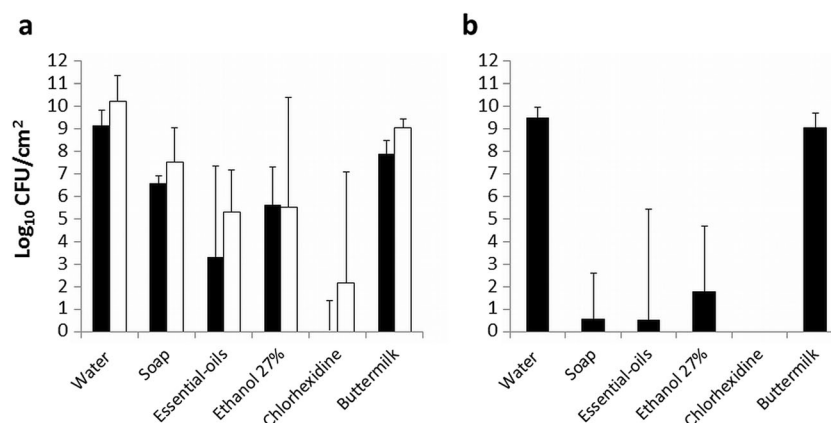 a
b
Log₁₀ CFU/cm²
12
11
10
9
8
7
6
5
4
3
2
1
0
Water
Soap
Essential-oils
Ethanol 27%
Chlorhexidine
Buttermilk
12
11
10
9
8
7
6
5
4
3
2
1
0
Water
Soap
Essential-oils
Ethanol 27%
Chlorhexidine
Buttermilk